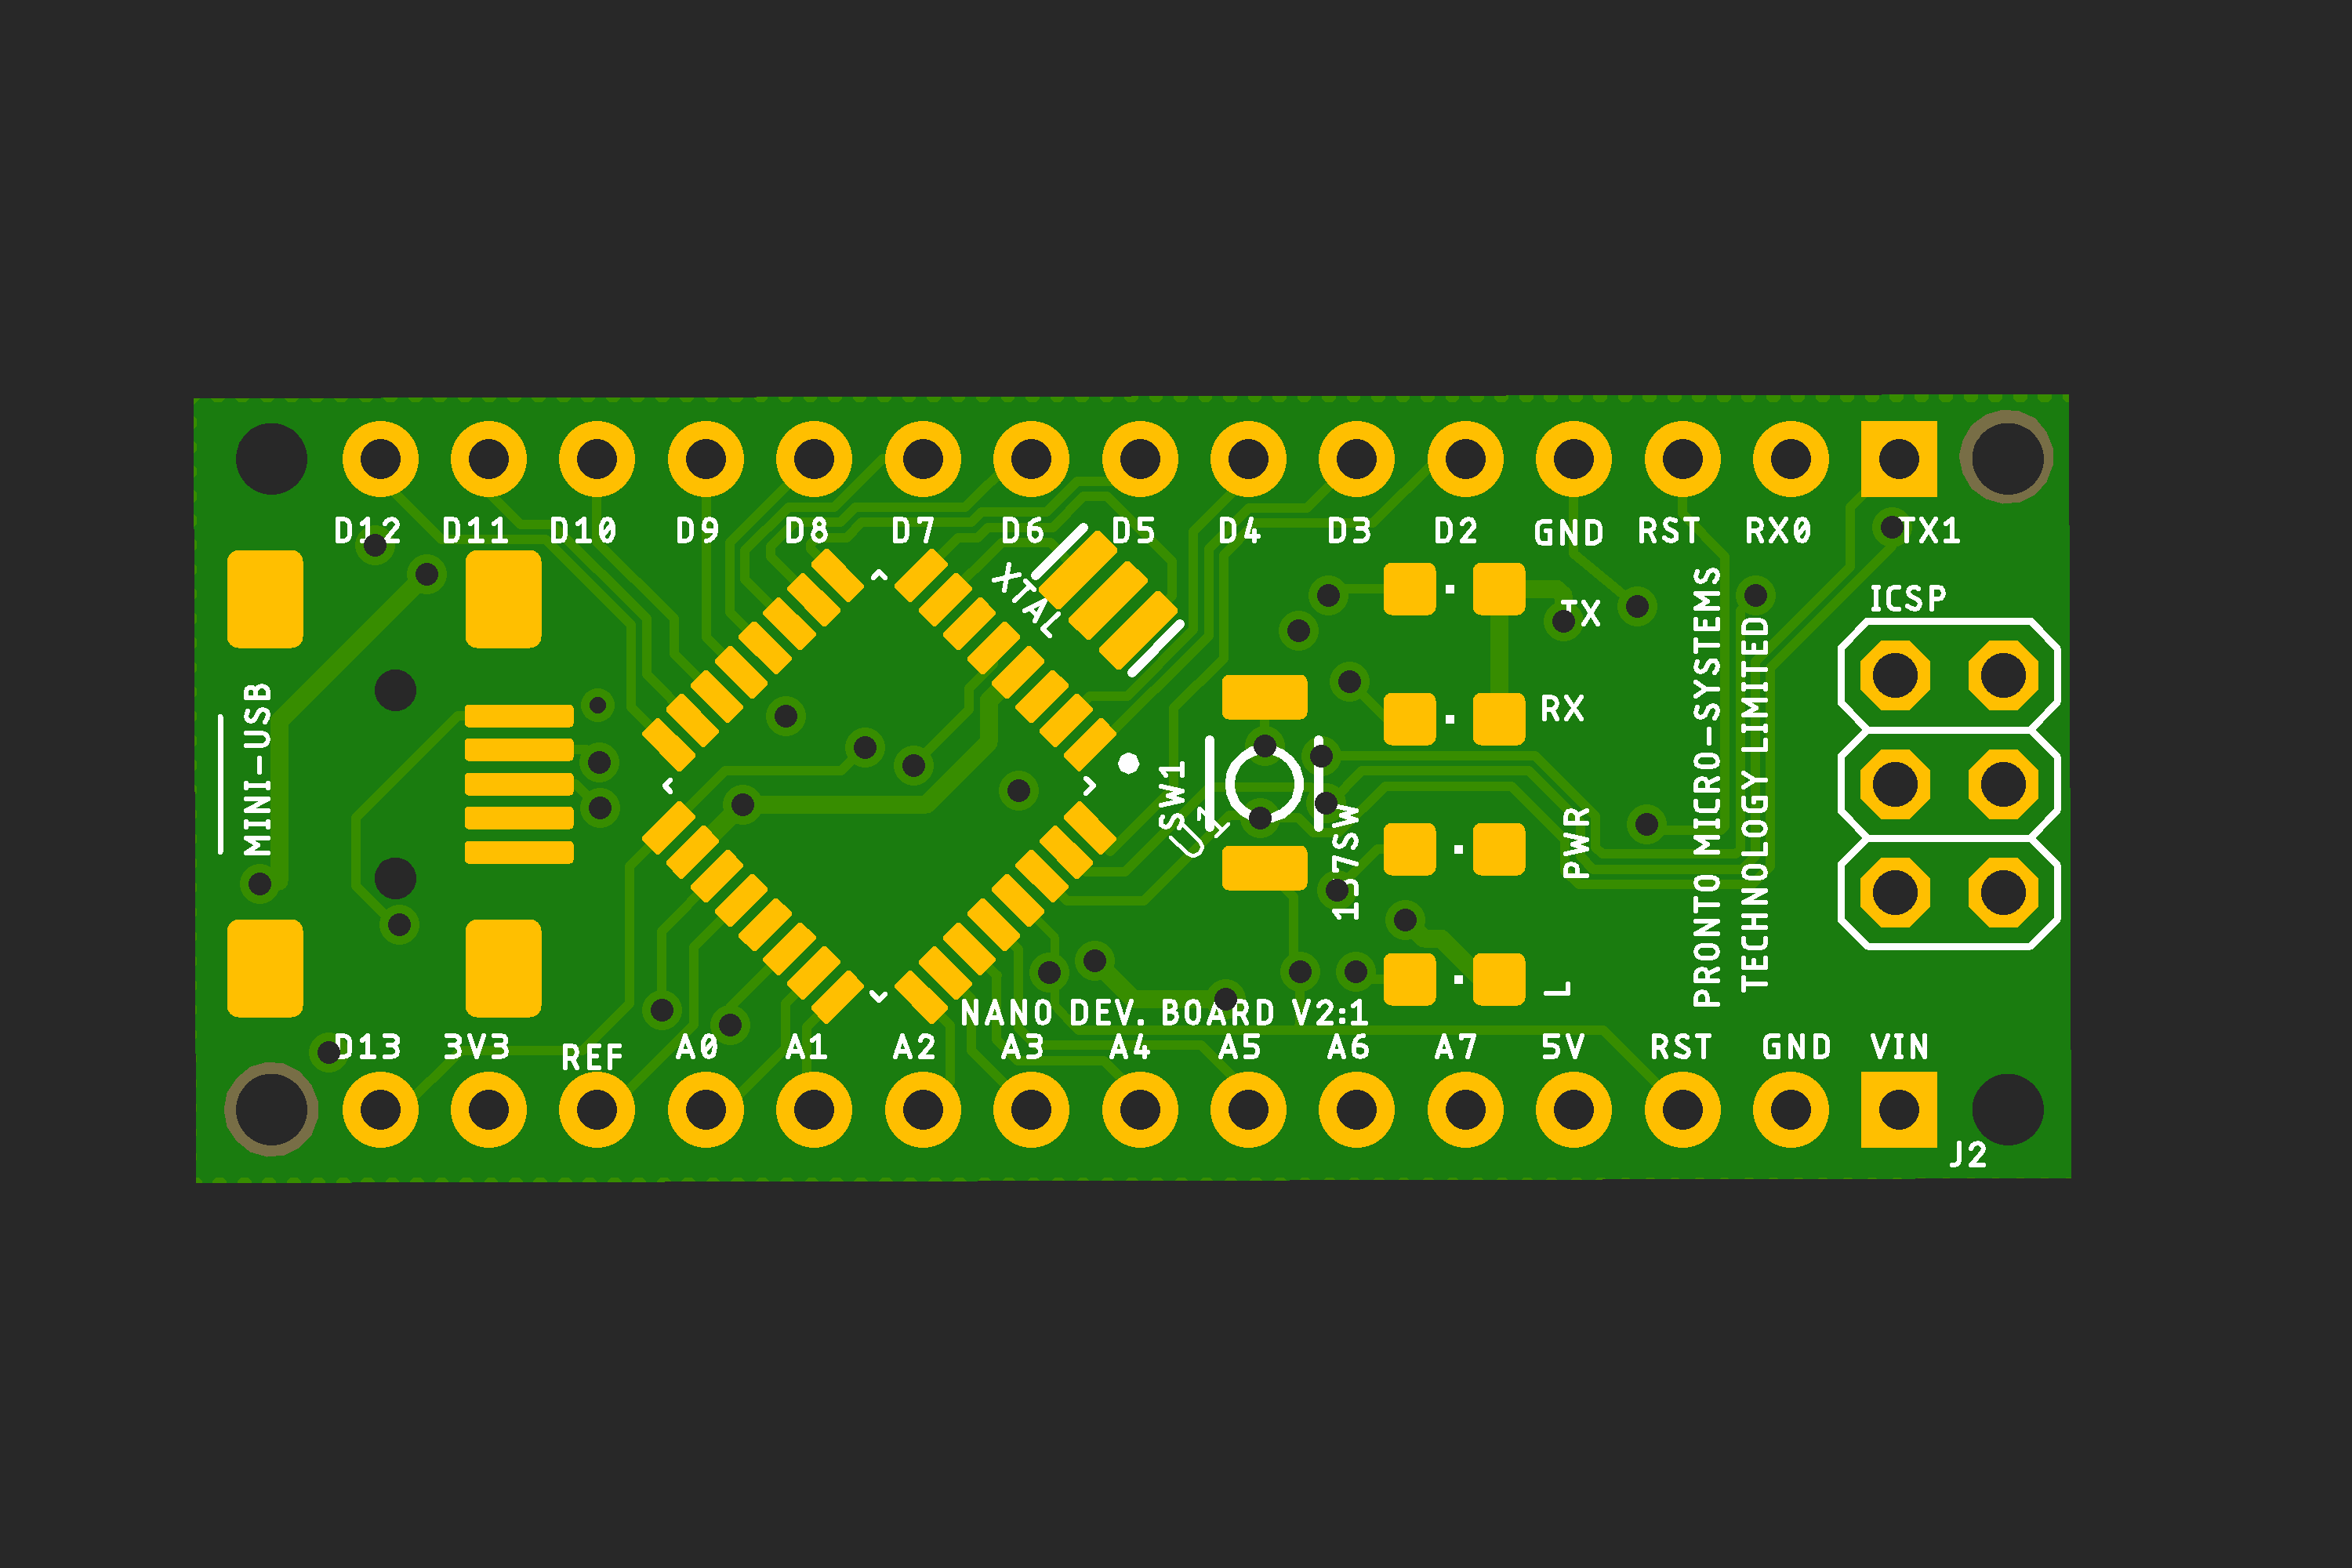 D12 D11 D10 D9 D8 D7 D6 D5 D4 D3 D2 GND RST RX0 TX1
XTAL
TX
ICSP
MINI-USB
RX
SW1
U1
157SW
PWR
PRONTO MICRO-SYSTEMS
TECHNOLOGY LIMITED
L
NANO DEV. BOARD V2:1
D13 3V3 REF A0 A1 A2 A3 A4 A5 A6 A7 5V RST GND VIN
J2